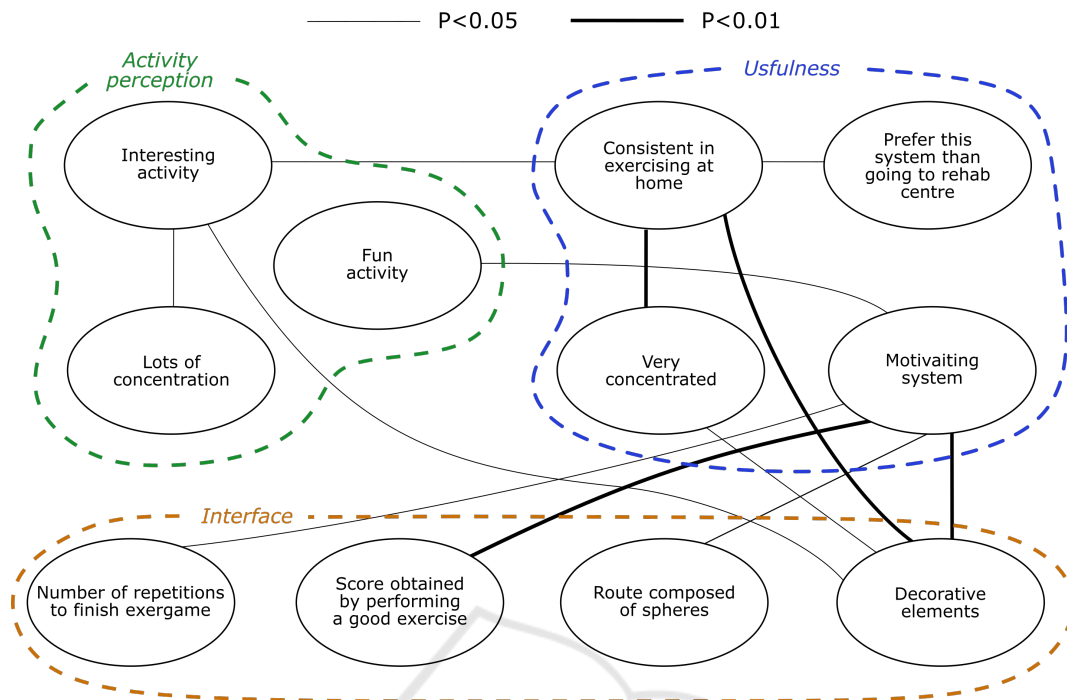 P<0.05
P<0.01
Activity
perception
Usfulness
Interesting
activity
Consistent in
exercising at
home
Prefer this
system than
going to rehab
centre
Fun
activity
Lots of
concentration
Very
concentrated
Motivaiting
system
Interface
Number of repetitions
to finish exergame
Score obtained
by performing
a good exercise
Route composed
of spheres
Decorative
elements